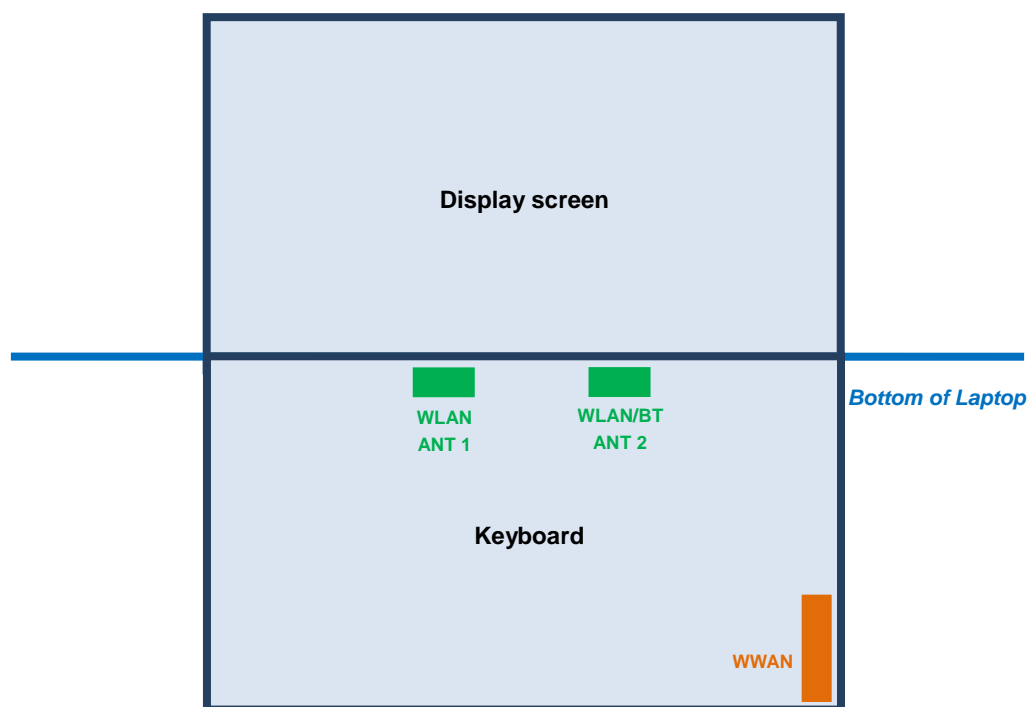 Display screen
Bottom of Laptop
WLAN
ANT 1
WLAN/BT
ANT 2
Keyboard
WWAN